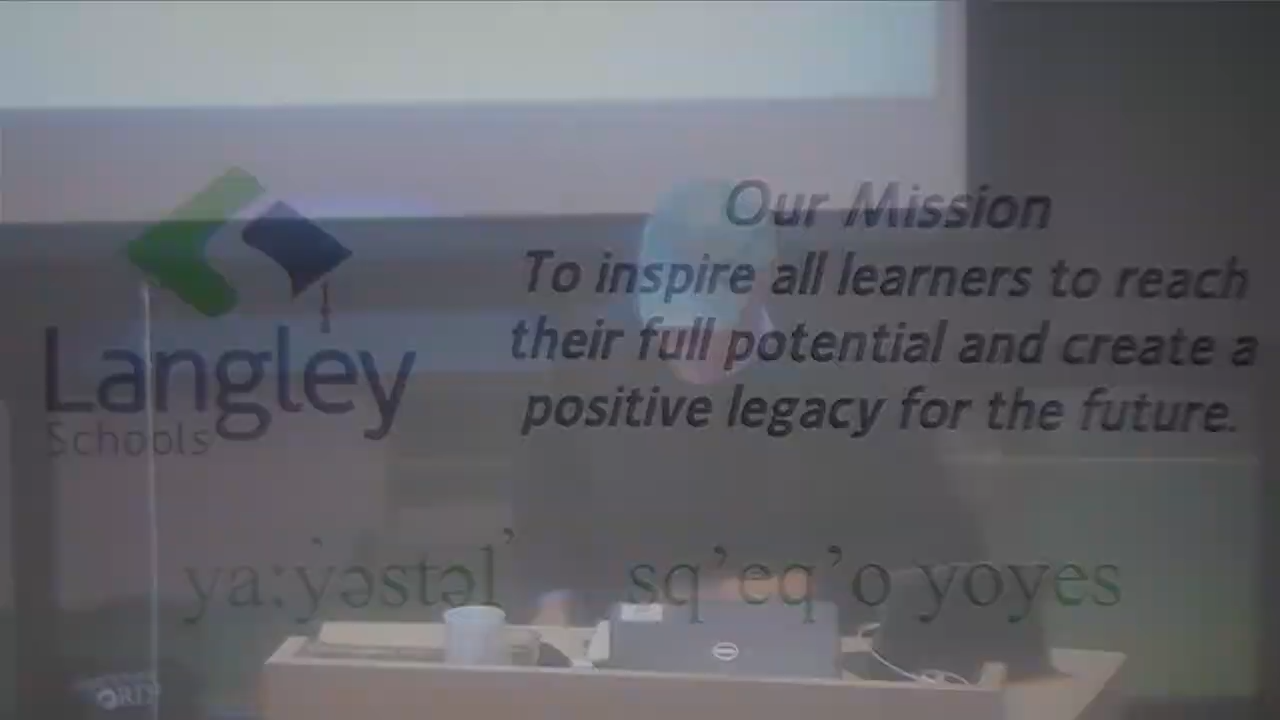 Our Mission
To inspire all learners to reach
their full potential and create a
positive legacy for the future.
Langley
Schools
ya:y̓əstəl̓ sq’eq’o yoyes